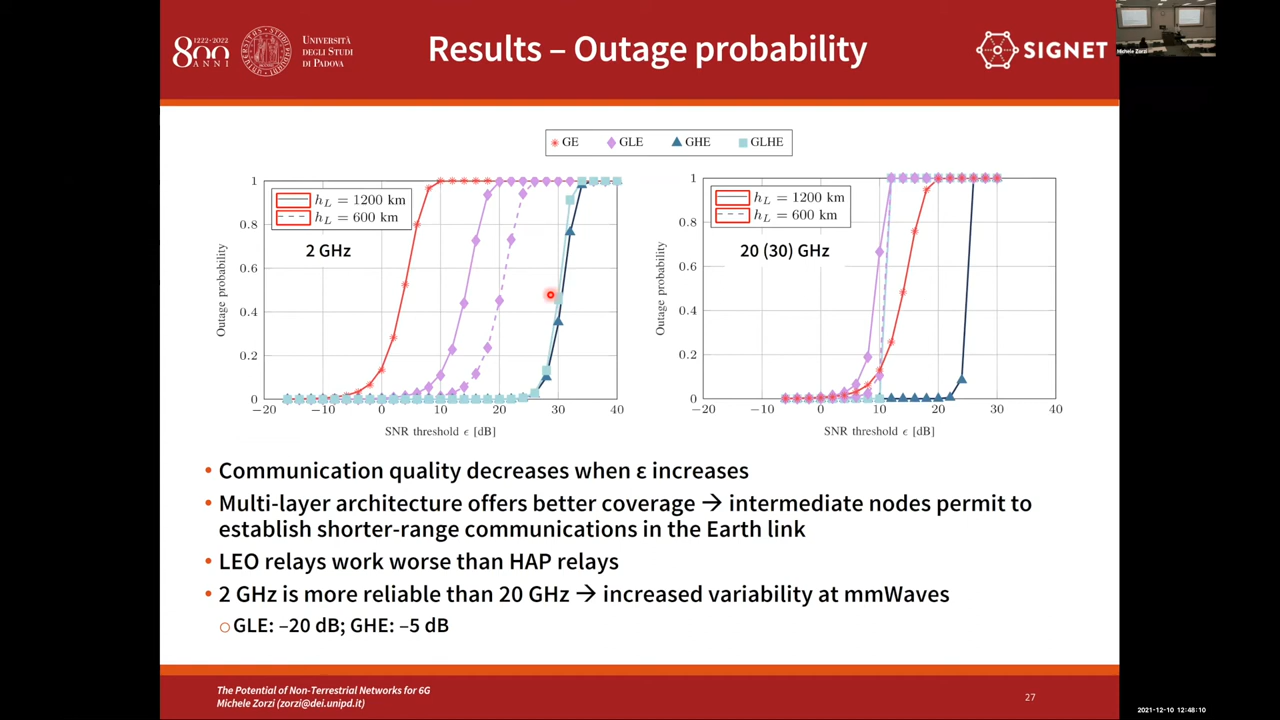 800
1222-2022
ANNI
UNIVERSITÀ
DEGLI STUDI
DI PADOVA
Results – Outage probability
SIGNET
Michele Zorzi
GE GLE GHE GLHE
h_L = 1200 km
h_L = 600 km
2 GHz
Outage probability
1
0.8
0.6
0.4
0.2
0
−20 −10 0 10 20 30 40
SNR threshold ϵ [dB]
h_L = 1200 km
h_L = 600 km
20 (30) GHz
Outage probability
1
0.8
0.6
0.4
0.2
0
−20 −10 0 10 20 30 40
SNR threshold ϵ [dB]
• Communication quality decreases when ε increases
• Multi-layer architecture offers better coverage → intermediate nodes permit to
establish shorter-range communications in the Earth link
• LEO relays work worse than HAP relays
• 2 GHz is more reliable than 20 GHz → increased variability at mmWaves
○ GLE: –20 dB; GHE: –5 dB
The Potential of Non-Terrestrial Networks for 6G
Michele Zorzi (zorzi@dei.unipd.it)
27
2021-12-10 12:48:10